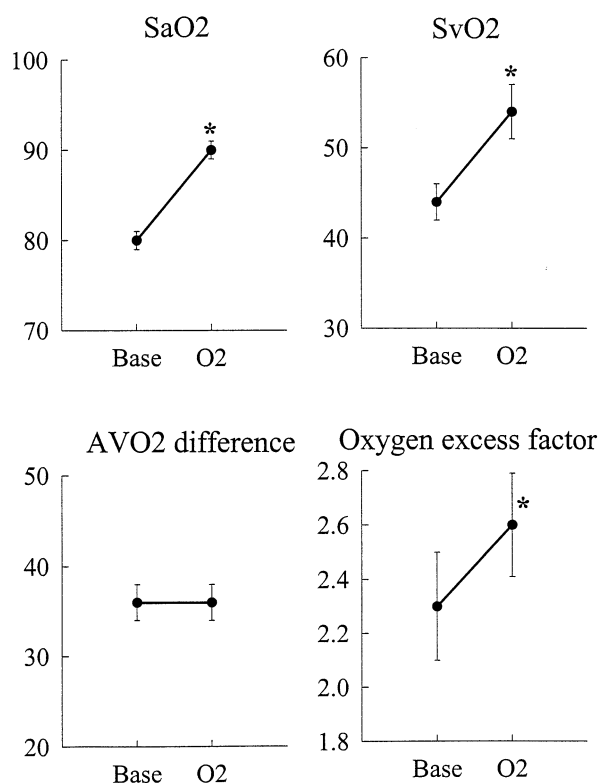 SaO2
100
90
80
70
*
Base O2
SvO2
60
50
40
30
*
Base O2
AVO2 difference
50
40
30
20
Base O2
Oxygen excess factor
2.8
2.6
2.4
2.2
2.0
1.8
*
Base O2